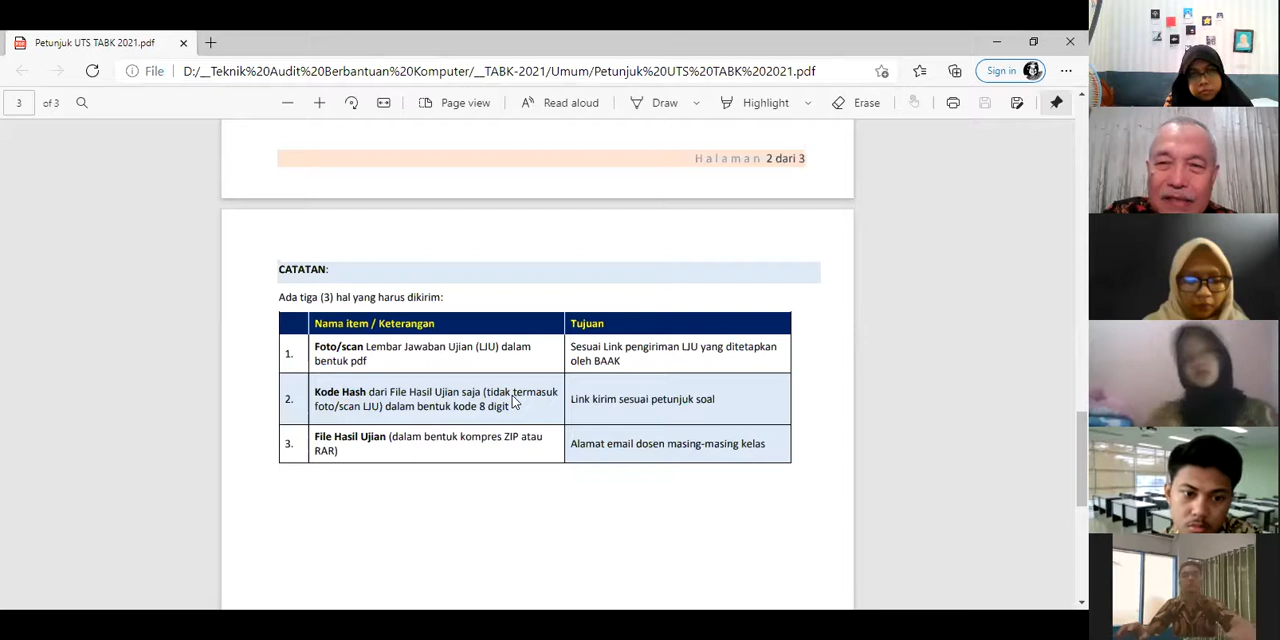 Petunjuk UTS TABK 2021.pdf
File D:/__Teknik%20Audit%20Berbantuan%20Komputer/__TABK-2021/Umum/Petunjuk%20UTS%20TABK%202021.pdf Sign in
3 of 3 Page view Read aloud Draw Highlight Erase
Halaman 2 dari 3
CATATAN:
Ada tiga (3) hal yang harus dikirim:
Nama item / Keterangan Tujuan
1. Foto/scan Lembar Jawaban Ujian (LJU) dalam bentuk pdf Sesuai Link pengiriman LJU yang ditetapkan oleh BAAK
2. Kode Hash dari File Hasil Ujian saja (tidak termasuk foto/scan LJU) dalam bentuk kode 8 digit Link kirim sesuai petunjuk soal
3. File Hasil Ujian (dalam bentuk kompres ZIP atau RAR) Alamat email dosen masing-masing kelas